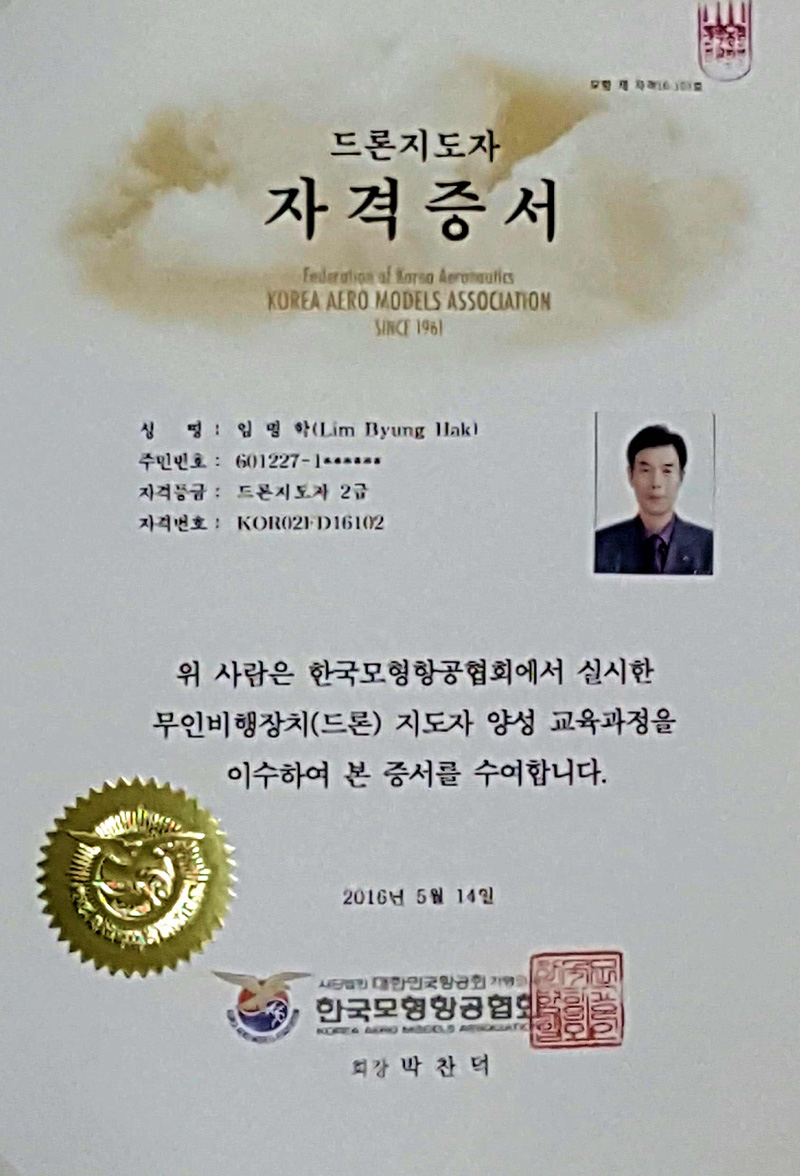 드론지도자
자격증서
Federation of Korea Aeronautics
KOREA AERO MODELS ASSOCIATION
SINCE 1961
성 명 : 임 병 학(Lim Byung Hak)
주민번호 : 601227-1******
자격등급 : 드론지도자 2급
자격번호 : KOR02FD16102
위 사람은 한국모형항공협회에서 실시한
무인비행장치(드론) 지도자 양성 교육과정을
이수하여 본 증서를 수여합니다.
2016년 5월 14일
사단법인 대한민국항공회 가맹
한국모형항공협회
KOREA AERO MODELS ASSOCIATION
회장 박 찬 덕